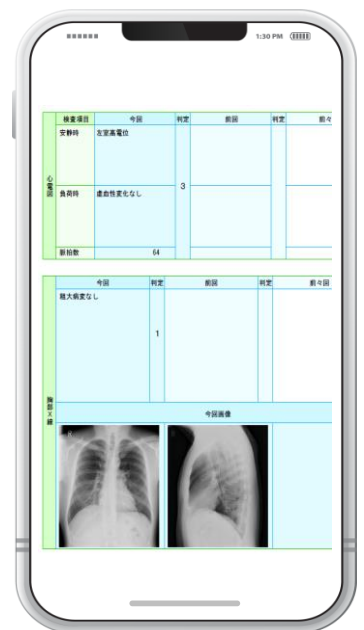 1:30 PM
検査項目 今回 判定 前回 判定 前々
心電図
安静時 左室高電位
3
負荷時 虚血性変化なし
脈拍数 64
今回 判定 前回 判定 前々回
胸部X線
粗大病変なし
1
今回画像
R